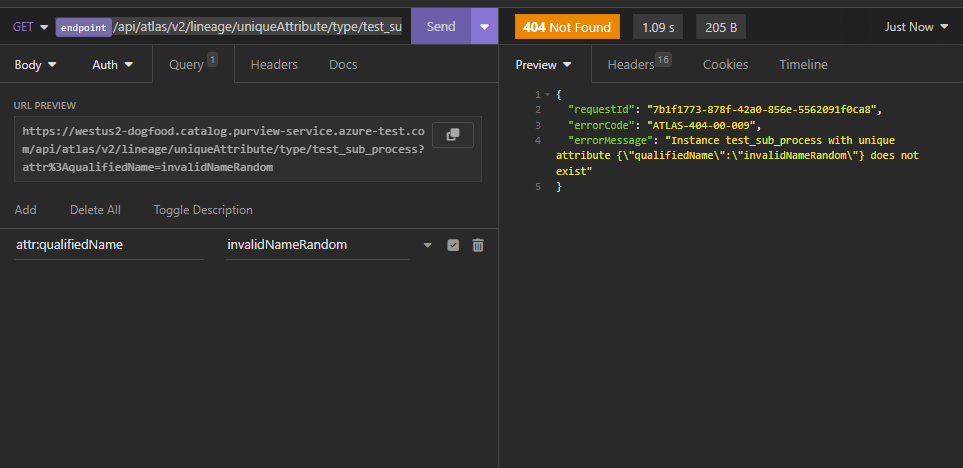 GET endpoint /api/atlas/v2/lineage/uniqueAttribute/type/test_su Send
Body Auth Query 1 Headers Docs
URL PREVIEW
https://westus2-dogfood.catalog.purview-service.azure-test.co
m/api/atlas/v2/lineage/uniqueAttribute/type/test_sub_process?
attr%3AqualifiedName=invalidNameRandom
Add Delete All Toggle Description
attr:qualifiedName invalidNameRandom
404 Not Found 1.09 s 205 B Just Now
Preview Headers 16 Cookies Timeline
1 {
2 "requestId": "7b1f1773-878f-42a0-856e-5562091f0ca8",
3 "errorCode": "ATLAS-404-00-009",
4 "errorMessage": "Instance test_sub_process with unique
attribute {\"qualifiedName\":\"invalidNameRandom\"} does not
exist"
5 }